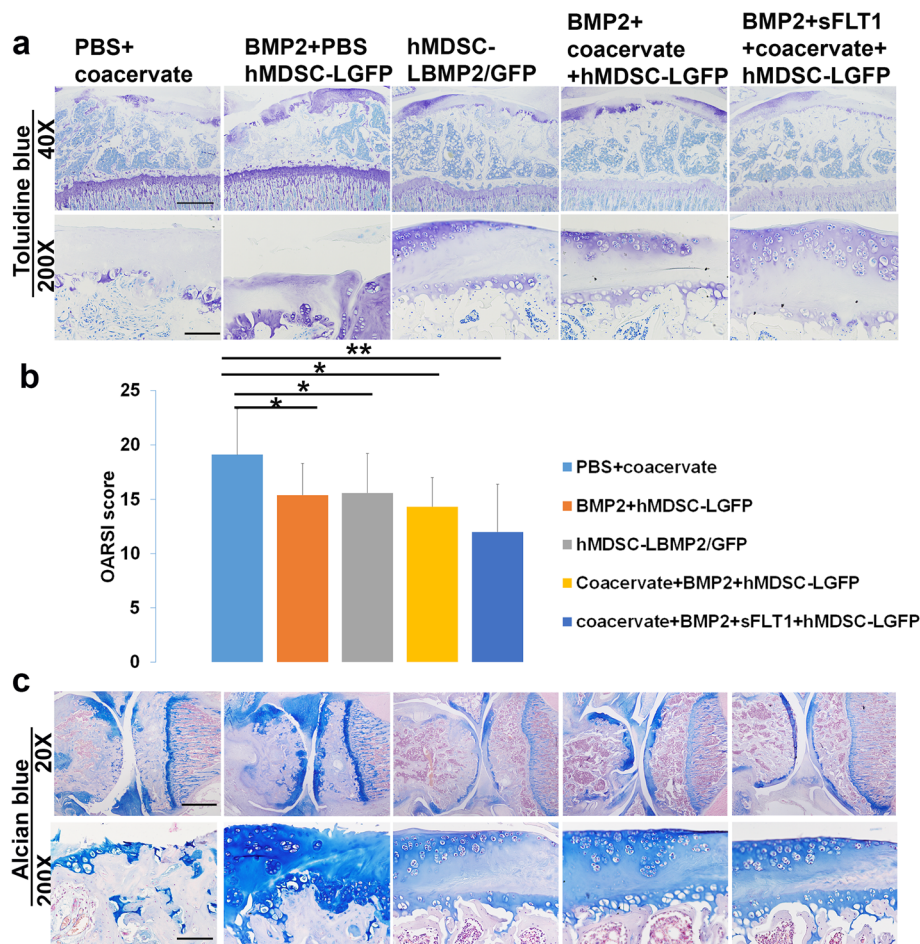 a
PBS+
coacervate
BMP2+PBS
hMDSC-LGFP
hMDSC-
LBMP2/GFP
BMP2+
coacervate
+hMDSC-LGFP
BMP2+sFLT1
+coacervate+
hMDSC-LGFP
Toluidine blue
40X
200X
b
**
*
*
*
OARSI score
25
20
15
10
5
0
PBS+coacervate
BMP2+hMDSC-LGFP
hMDSC-LBMP2/GFP
Coacervate+BMP2+hMDSC-LGFP
coacervate+BMP2+sFLT1+hMDSC-LGFP
c
Alcian blue
20X
200X